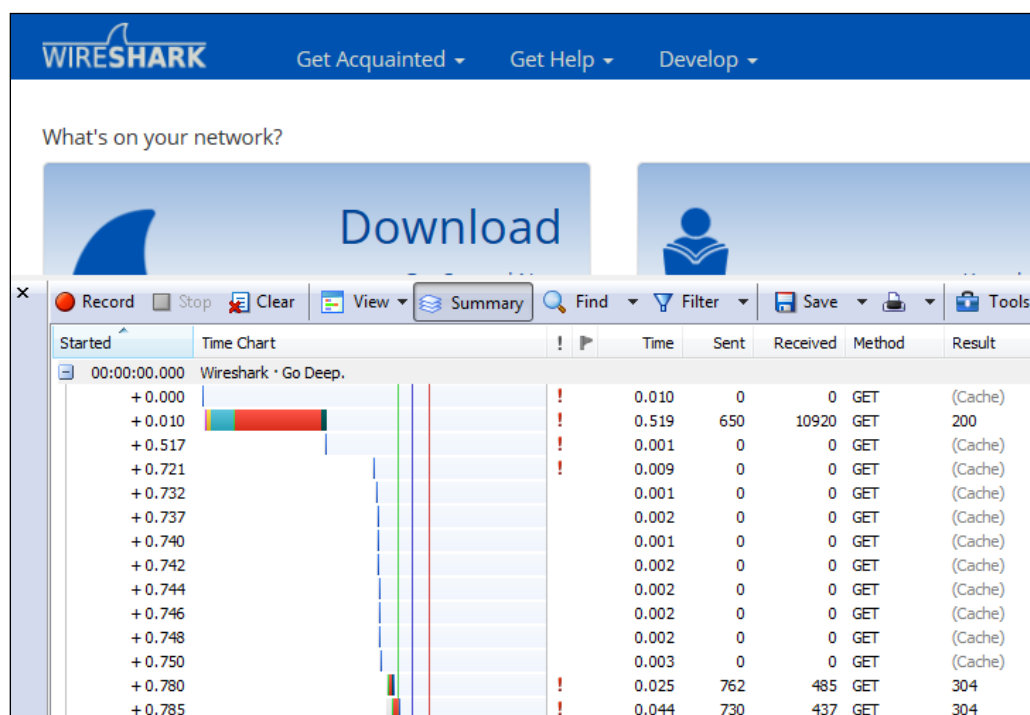 WIRESHARK
Get Acquainted Get Help Develop
What's on your network?
Download
× Record Stop Clear View Summary Find Filter Save Tools
Started Time Chart ! Time Sent Received Method Result
00:00:00.000 Wireshark · Go Deep.
+ 0.000 ! 0.010 0 0 GET (Cache)
+ 0.010 ! 0.519 650 10920 GET 200
+ 0.517 ! 0.001 0 0 GET (Cache)
+ 0.721 ! 0.009 0 0 GET (Cache)
+ 0.732 0.001 0 0 GET (Cache)
+ 0.737 0.002 0 0 GET (Cache)
+ 0.740 0.001 0 0 GET (Cache)
+ 0.742 0.002 0 0 GET (Cache)
+ 0.744 0.002 0 0 GET (Cache)
+ 0.746 0.002 0 0 GET (Cache)
+ 0.748 0.002 0 0 GET (Cache)
+ 0.750 0.003 0 0 GET (Cache)
+ 0.780 ! 0.025 762 485 GET 304
+ 0.785 ! 0.044 730 437 GET 304